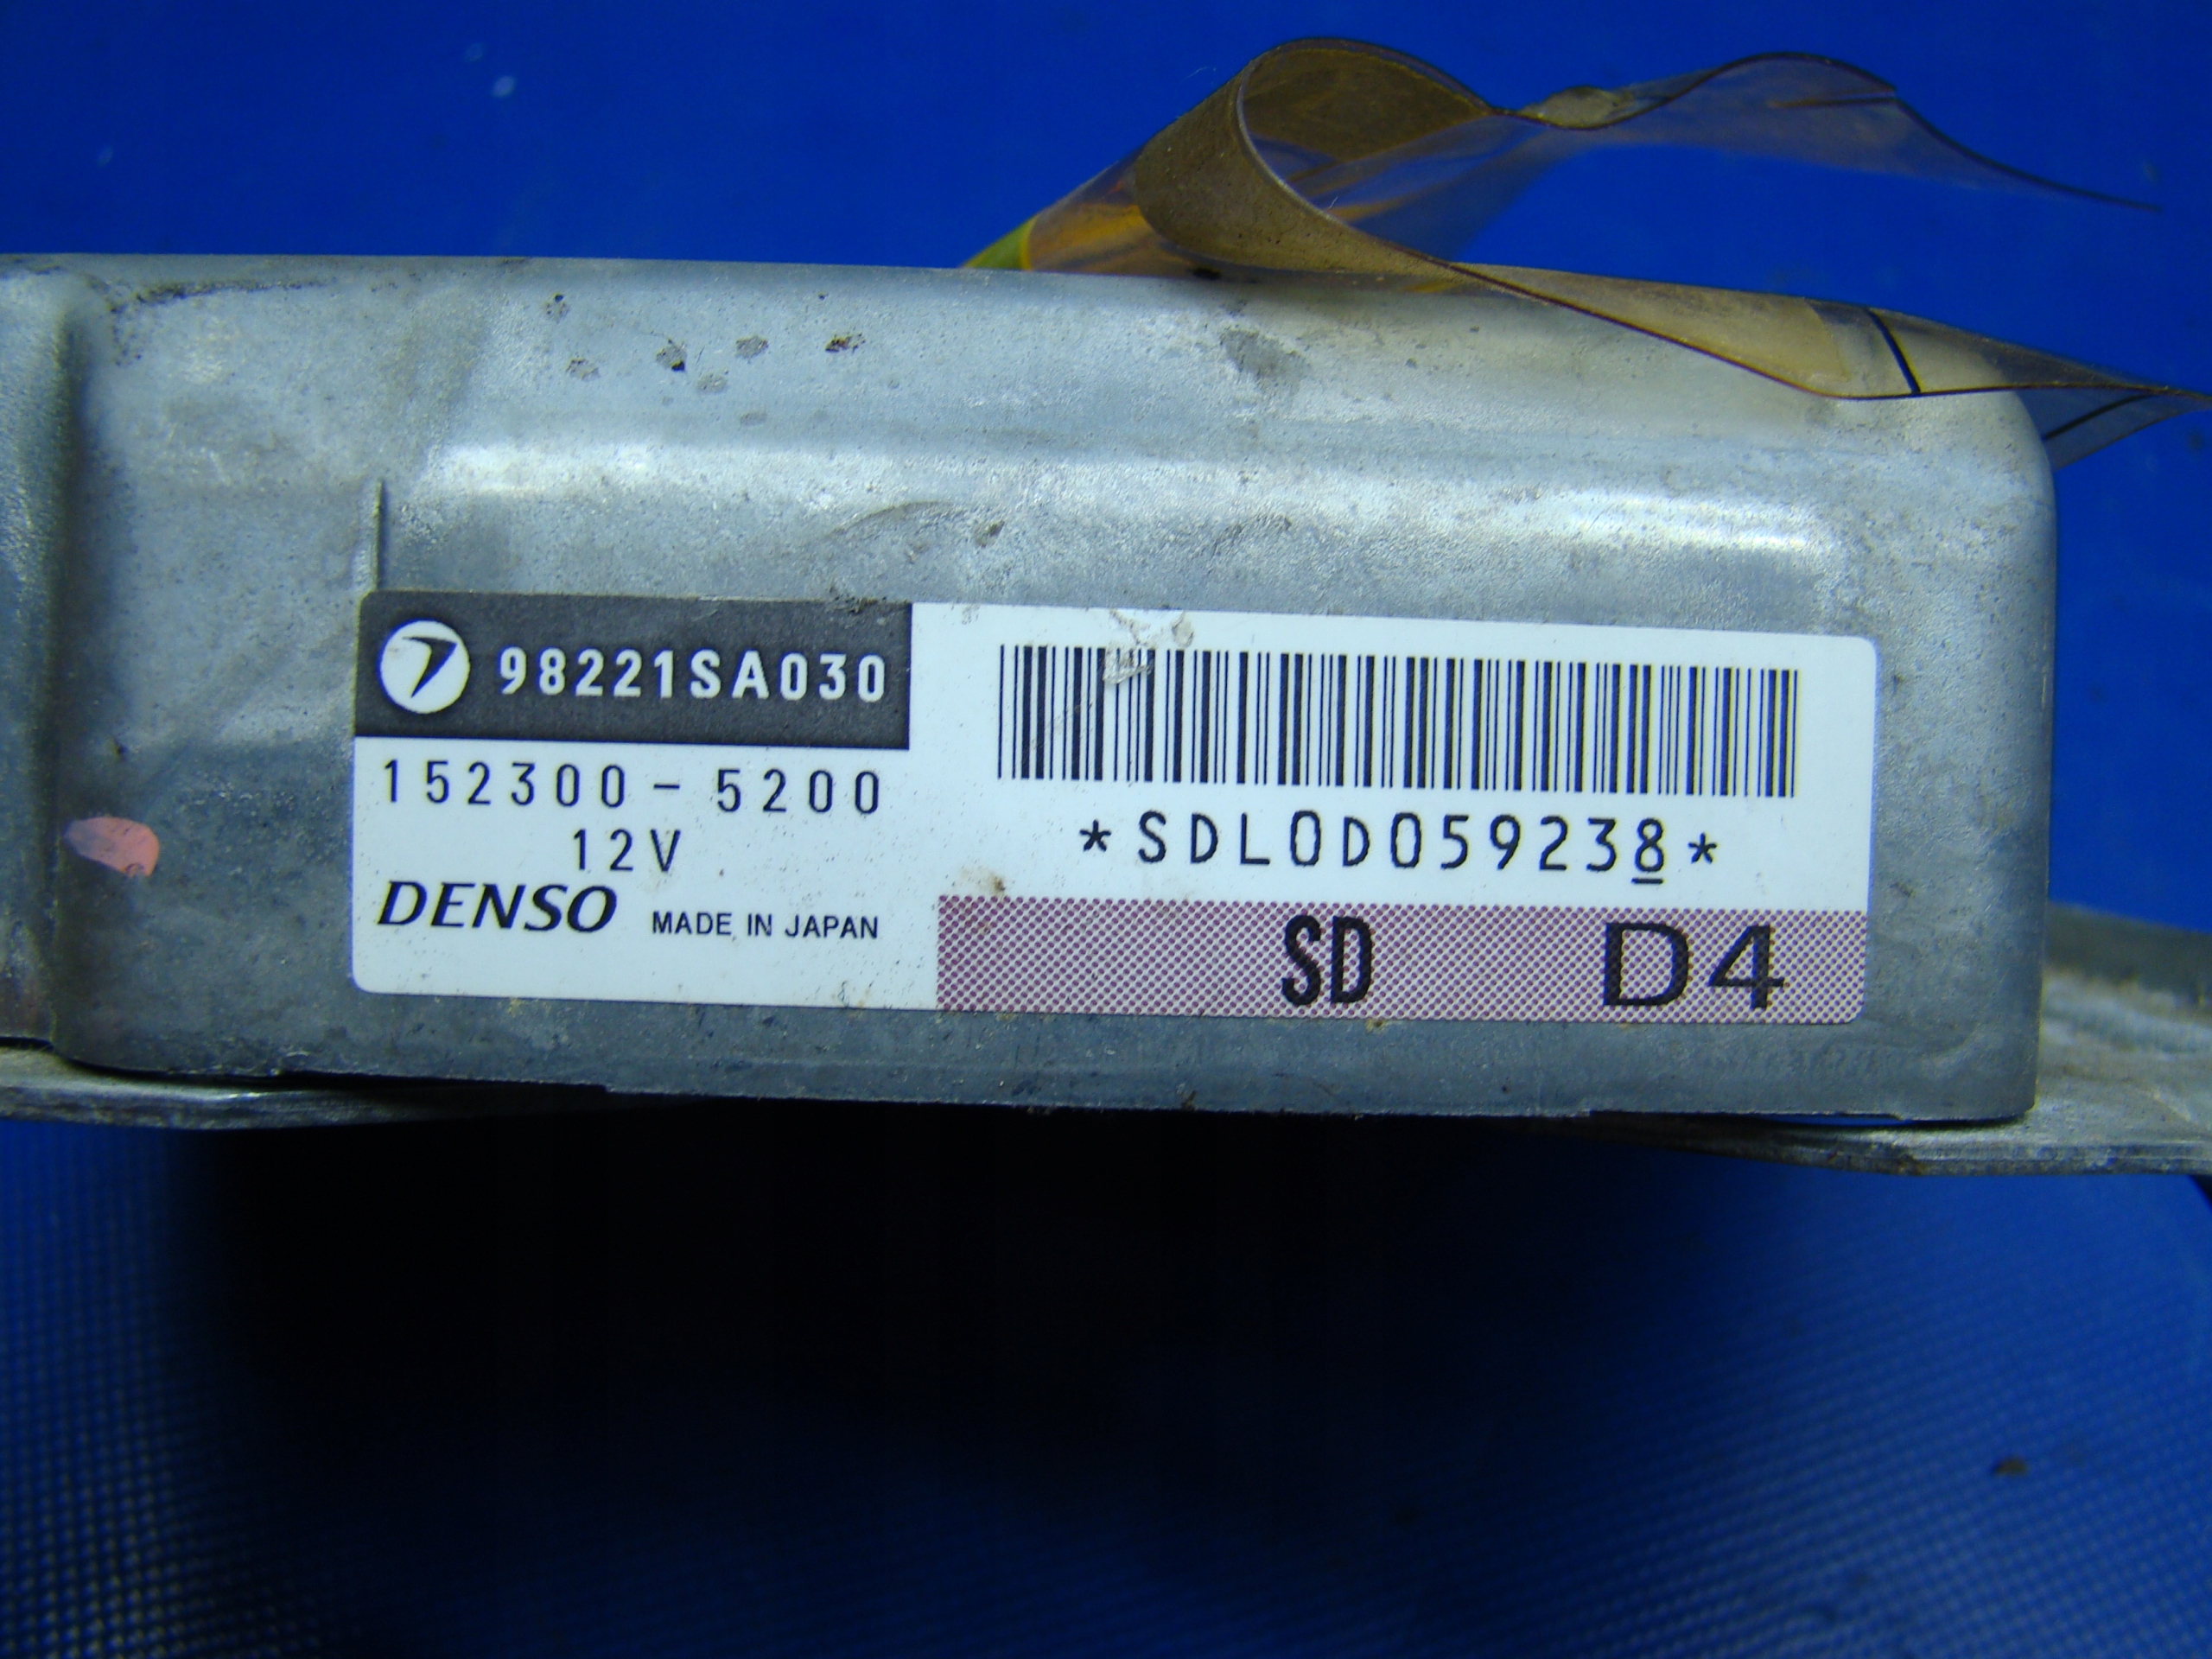 98221SA030
152300-5200
12V
DENSO MADE IN JAPAN
*SDL0D059238*
SD D4